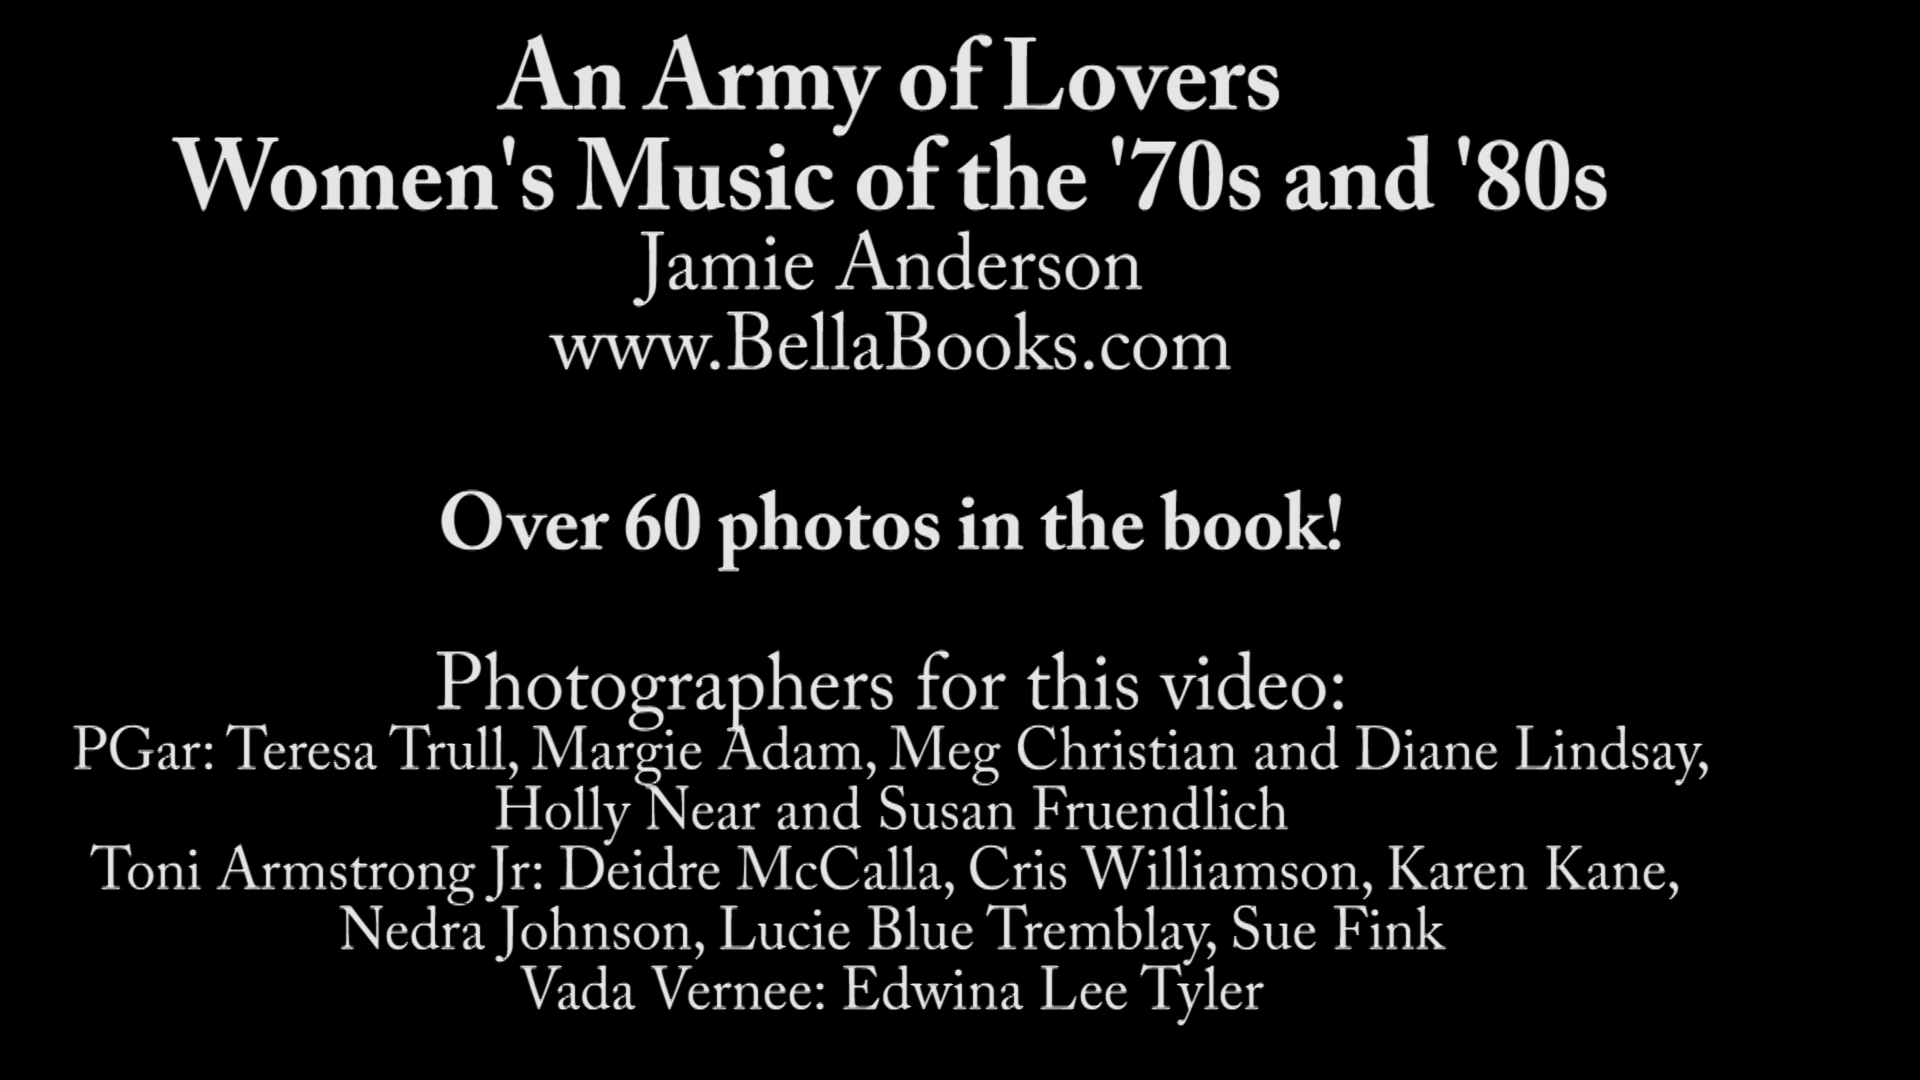 An Army of Lovers
Women's Music of the '70s and '80s
Jamie Anderson
www.BellaBooks.com
Over 60 photos in the book!
Photographers for this video:
PGar: Teresa Trull, Margie Adam, Meg Christian and Diane Lindsay,
Holly Near and Susan Fruendlich
Toni Armstrong Jr: Deidre McCalla, Cris Williamson, Karen Kane,
Nedra Johnson, Lucie Blue Tremblay, Sue Fink
Vada Vernee: Edwina Lee Tyler